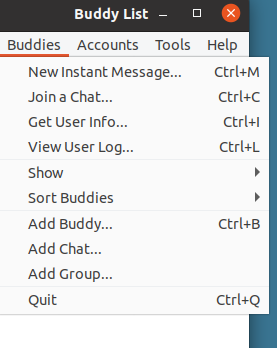 Buddy List
Buddies Accounts Tools Help
New Instant Message... Ctrl+M
Join a Chat... Ctrl+C
Get User Info... Ctrl+I
View User Log... Ctrl+L
Show
Sort Buddies
Add Buddy... Ctrl+B
Add Chat...
Add Group...
Quit Ctrl+Q